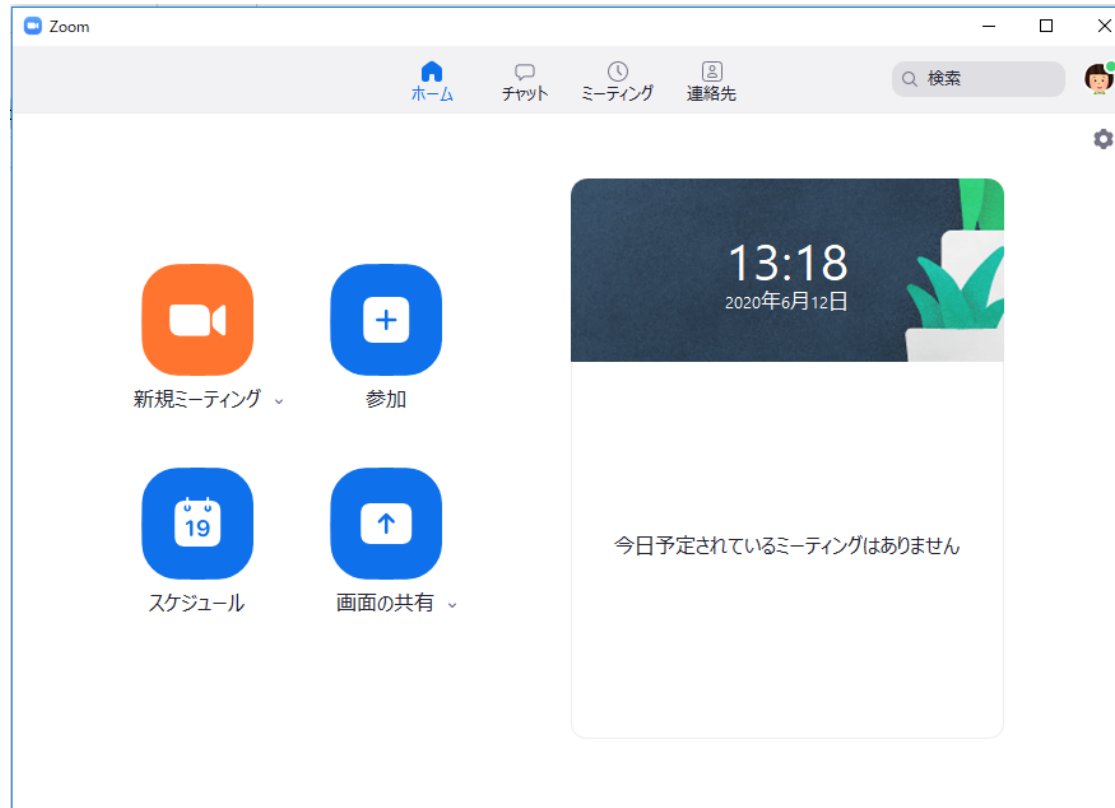 Zoom
ホーム
チャット
ミーティング
連絡先
検索
13:18
2020年6月12日
新規ミーティング
参加
19
スケジュール
画面の共有
今日予定されているミーティングはありません